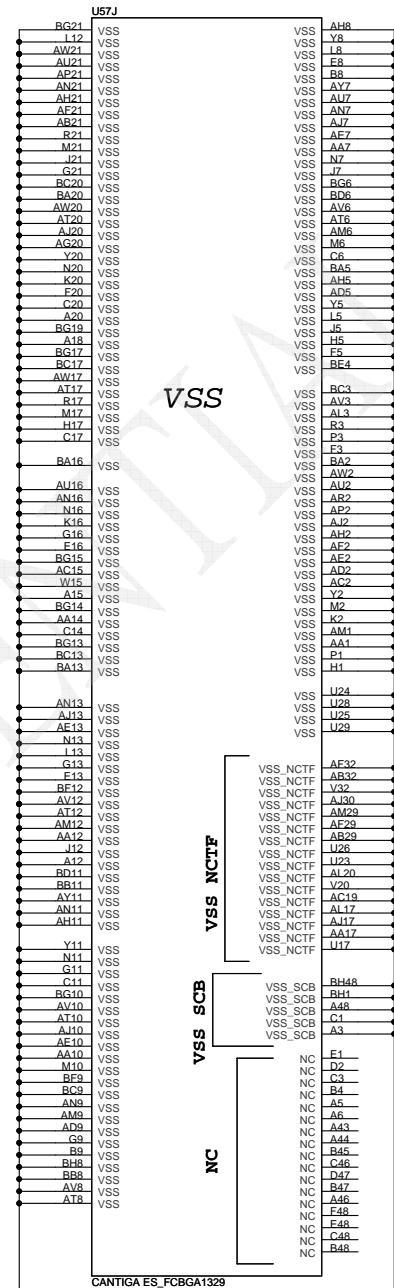 U57J
BG21 VSS
L12 VSS
AW21 VSS
AU21 VSS
AP21 VSS
AN21 VSS
AH21 VSS
AF21 VSS
AB21 VSS
R21 VSS
M21 VSS
J21 VSS
G21 VSS
BC20 VSS
BA20 VSS
AW20 VSS
AT20 VSS
AJ20 VSS
AG20 VSS
Y20 VSS
N20 VSS
K20 VSS
F20 VSS
C20 VSS
A20 VSS
BG19 VSS
A18 VSS
BG17 VSS
BC17 VSS
AW17 VSS
AT17 VSS
R17 VSS
M17 VSS
H17 VSS
C17 VSS
BA16 VSS
AU16 VSS
AN16 VSS
N16 VSS
K16 VSS
G16 VSS
E16 VSS
BG15 VSS
AC15 VSS
W15 VSS
A15 VSS
BG14 VSS
AA14 VSS
C14 VSS
BG13 VSS
BC13 VSS
BA13 VSS
AN13 VSS
AJ13 VSS
AE13 VSS
N13 VSS
L13 VSS
G13 VSS
E13 VSS
BF12 VSS
AV12 VSS
AT12 VSS
AM12 VSS
AA12 VSS
J12 VSS
A12 VSS
BD11 VSS
BB11 VSS
AY11 VSS
AN11 VSS
AH11 VSS
Y11 VSS
N11 VSS
G11 VSS
C11 VSS
BG10 VSS
AV10 VSS
AT10 VSS
AJ10 VSS
AE10 VSS
AA10 VSS
M10 VSS
BF9 VSS
BC9 VSS
AN9 VSS
AM9 VSS
AD9 VSS
G9 VSS
B9 VSS
BH8 VSS
BB8 VSS
AV8 VSS
AT8 VSS
VSS
VSS NCTF
VSS SCB
NC
VSS AH8
VSS Y8
VSS L8
VSS E8
VSS B8
VSS AY7
VSS AU7
VSS AN7
VSS AJ7
VSS AE7
VSS AA7
VSS N7
VSS J7
VSS BG6
VSS BD6
VSS AV6
VSS AT6
VSS AM6
VSS M6
VSS C6
VSS BA5
VSS AH5
VSS AD5
VSS Y5
VSS L5
VSS J5
VSS H5
VSS F5
VSS BE4
VSS BC3
VSS AV3
VSS AL3
VSS R3
VSS P3
VSS F3
VSS BA2
VSS AW2
VSS AU2
VSS AR2
VSS AP2
VSS AJ2
VSS AH2
VSS AF2
VSS AE2
VSS AD2
VSS AC2
VSS Y2
VSS M2
VSS K2
VSS AM1
VSS AA1
VSS P1
VSS H1
VSS U24
VSS U28
VSS U25
VSS U29
VSS_NCTF AF32
VSS_NCTF AB32
VSS_NCTF V32
VSS_NCTF AJ30
VSS_NCTF AM29
VSS_NCTF AF29
VSS_NCTF AB29
VSS_NCTF U26
VSS_NCTF U23
VSS_NCTF AL20
VSS_NCTF V20
VSS_NCTF AC19
VSS_NCTF AL17
VSS_NCTF AJ17
VSS_NCTF AA17
VSS_NCTF U17
VSS_SCB BH48
VSS_SCB BH1
VSS_SCB A48
VSS_SCB C1
VSS_SCB A3
NC E1
NC D2
NC C3
NC B4
NC A5
NC A6
NC A43
NC A44
NC B45
NC C46
NC D47
NC B47
NC A46
NC F48
NC E48
NC C48
NC B48
CANTIGA ES_FCBGA1329
ENTIA